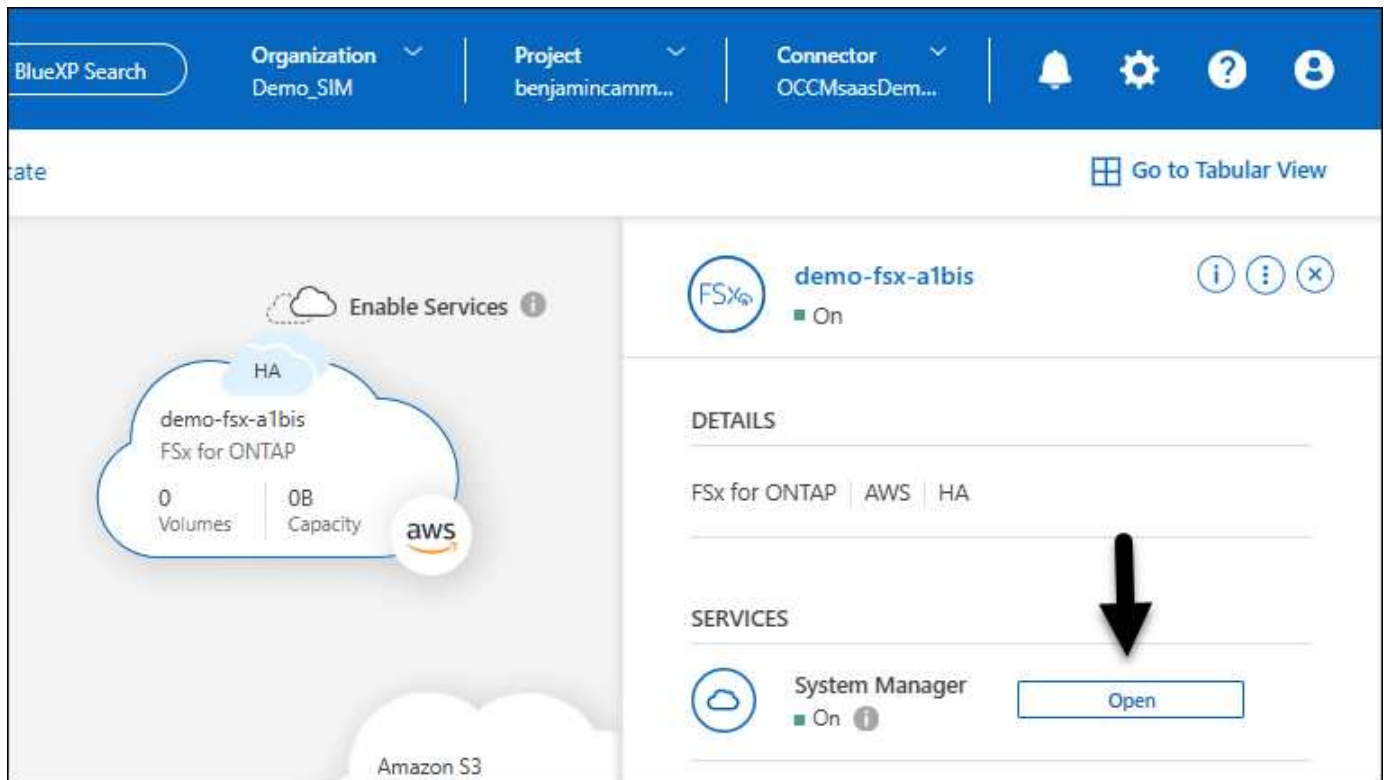 BlueXP Search
Organization
Demo_SIM
Project
benjamincamm...
Connector
OCCMsaasDem...
Go to Tabular View
Enable Services
HA
demo-fsx-a1bis
FSx for ONTAP
0
Volumes
0B
Capacity
aws
Amazon S3
FSx
demo-fsx-a1bis
On
DETAILS
FSx for ONTAP | AWS | HA
SERVICES
System Manager
On
Open